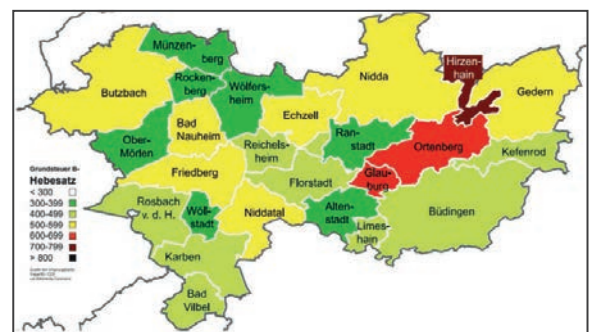 Münzen-
berg
Hirzen-
hain
Rocken-
berg
Wölfers-
heim
Nidda
Butzbach
Gedern
Bad
Nauheim
Echzell
Ober-
Mörlen
Ran-
stadt
Reichels-
heim
Ortenberg
Kefenrod
Friedberg
Florstadt
Glau-
burg
Rosbach
v. d. H.
Wöll-
stadt
Niddatal
Alten-
stadt
Büdingen
Limes-
hain
Karben
Bad
Vilbel
Grundsteuer B-
Hebesatz
< 300
300-399
400-499
500-599
600-699
700-799
> 800